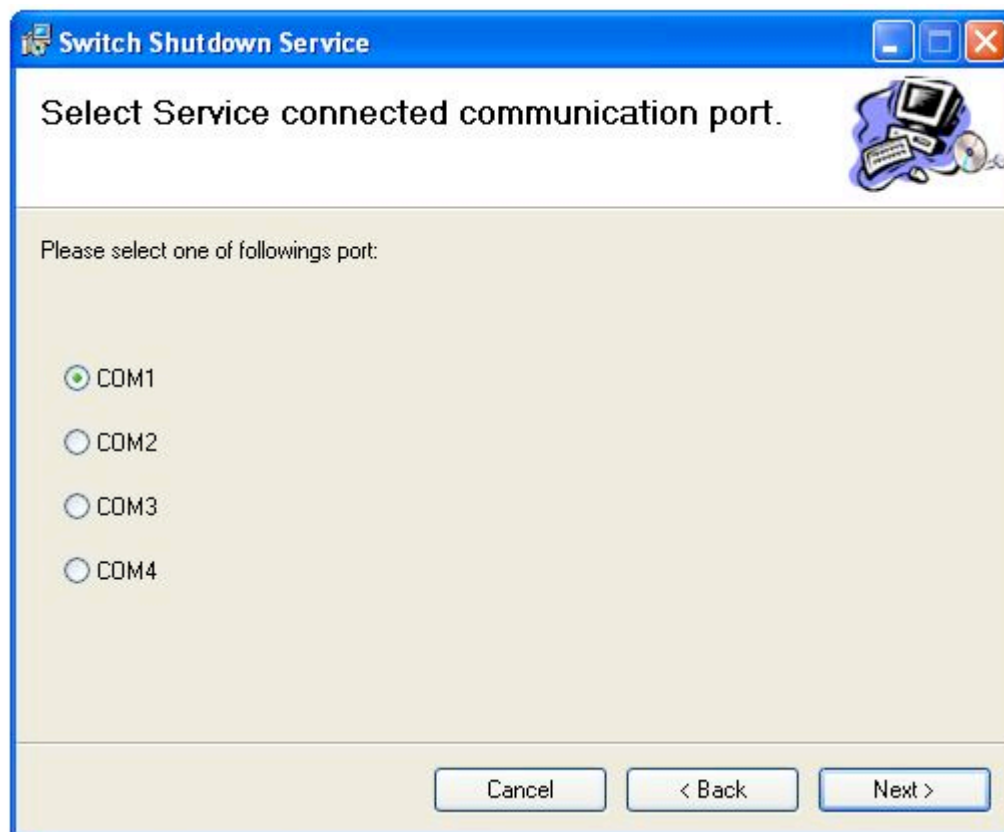 Switch Shutdown Service
Select Service connected communication port.
Please select one of followings port:
COM1
COM2
COM3
COM4
Cancel
< Back
Next >